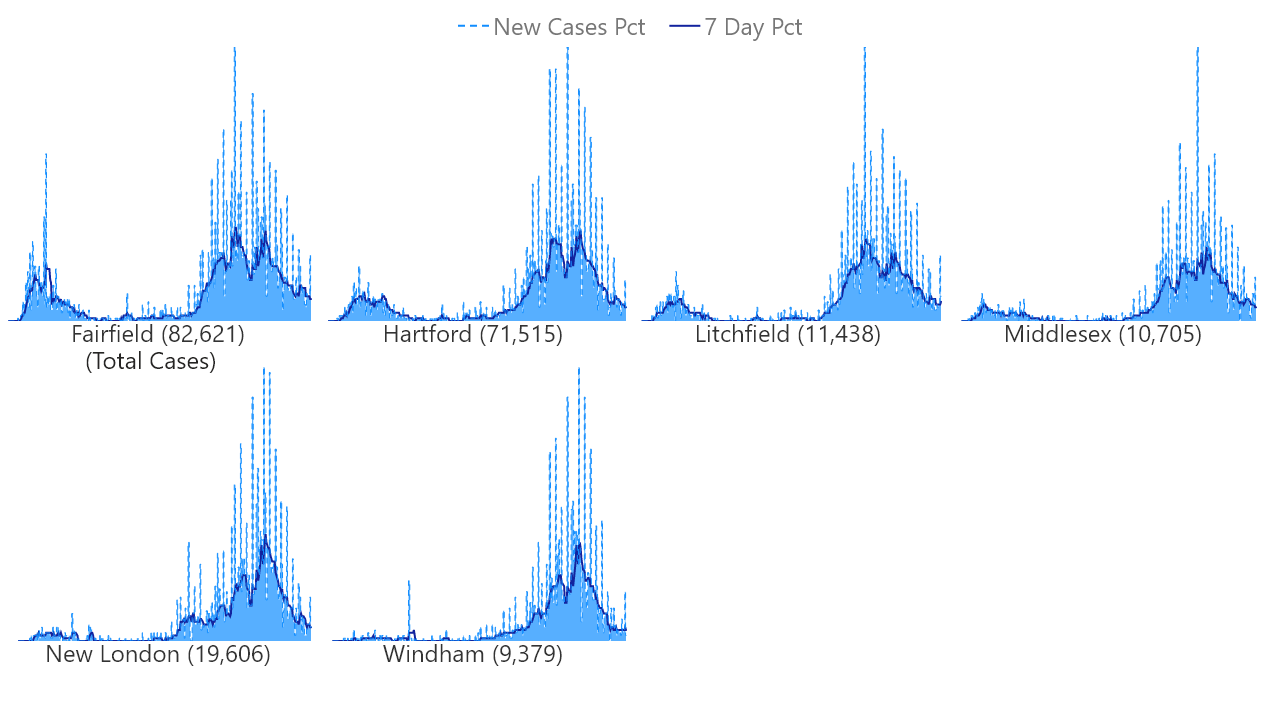 New Cases Pct 7 Day Pct
Fairfield (82,621) Hartford (71,515) Litchfield (11,438) Middlesex (10,705)
(Total Cases)
New London (19,606) Windham (9,379)